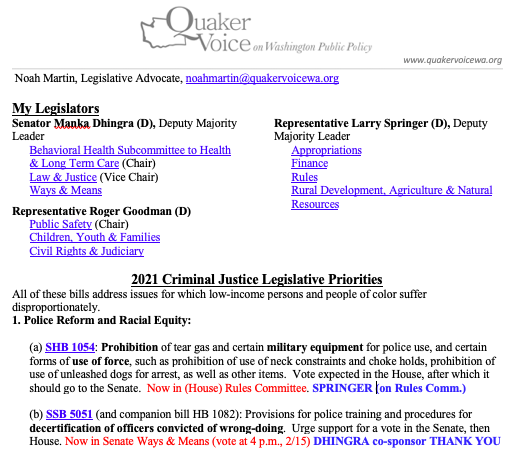 Quaker
Voice on Washington Public Policy
www.quakervoicewa.org
Noah Martin, Legislative Advocate, noahmartin@quakervoicewa.org
My Legislators
Senator Manka Dhingra (D), Deputy Majority
Leader
Behavioral Health Subcommittee to Health
& Long Term Care (Chair)
Law & Justice (Vice Chair)
Ways & Means
Representative Roger Goodman (D)
Public Safety (Chair)
Children, Youth & Families
Civil Rights & Judiciary
Representative Larry Springer (D), Deputy
Majority Leader
Appropriations
Finance
Rules
Rural Development, Agriculture & Natural
Resources
2021 Criminal Justice Legislative Priorities
All of these bills address issues for which low-income persons and people of color suffer
disproportionately.
1. Police Reform and Racial Equity:
(a) SHB 1054: Prohibition of tear gas and certain military equipment for police use, and certain
forms of use of force, such as prohibition of use of neck constraints and choke holds, prohibition of
use of unleashed dogs for arrest, as well as other items.  Vote expected in the House, after which it
should go to the Senate.  Now in (House) Rules Committee. SPRINGER [on Rules Comm.)
(b) SSB 5051 (and companion bill HB 1082): Provisions for police training and procedures for
decertification of officers convicted of wrong-doing.  Urge support for a vote in the Senate, then
House. Now in Senate Ways & Means (vote at 4 p.m., 2/15) DHINGRA co-sponsor THANK YOU